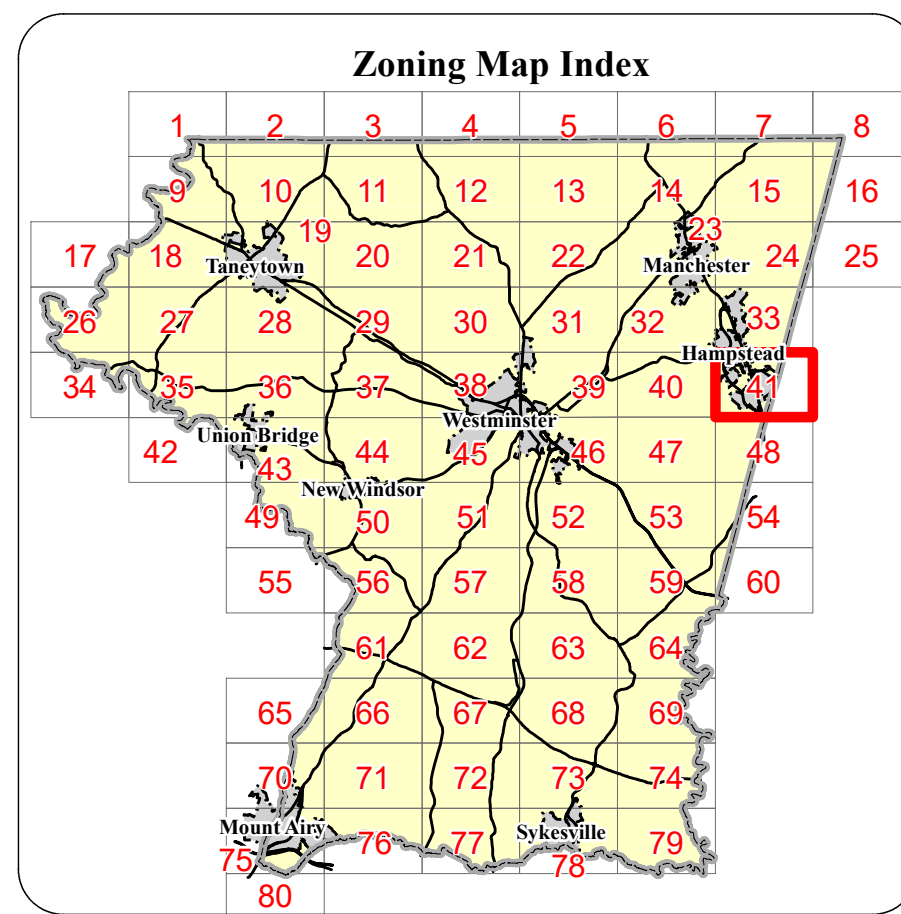 Zoning Map Index
1 2 3 4 5 6 7 8
9 10 11 12 13 14 15 16
17 18 19 20 21 22 23 24 25
Taneytown
Manchester
26 27 28 29 30 31 32 33
Hampstead
34 35 36 37 38 39 40 41
Westminster
Union Bridge
42 43 44 45 46 47 48
New Windsor
49 50 51 52 53 54
55 56 57 58 59 60
61 62 63 64
65 66 67 68 69
70 71 72 73 74
Mount Airy
Sykesville
75 76 77 78 79
80